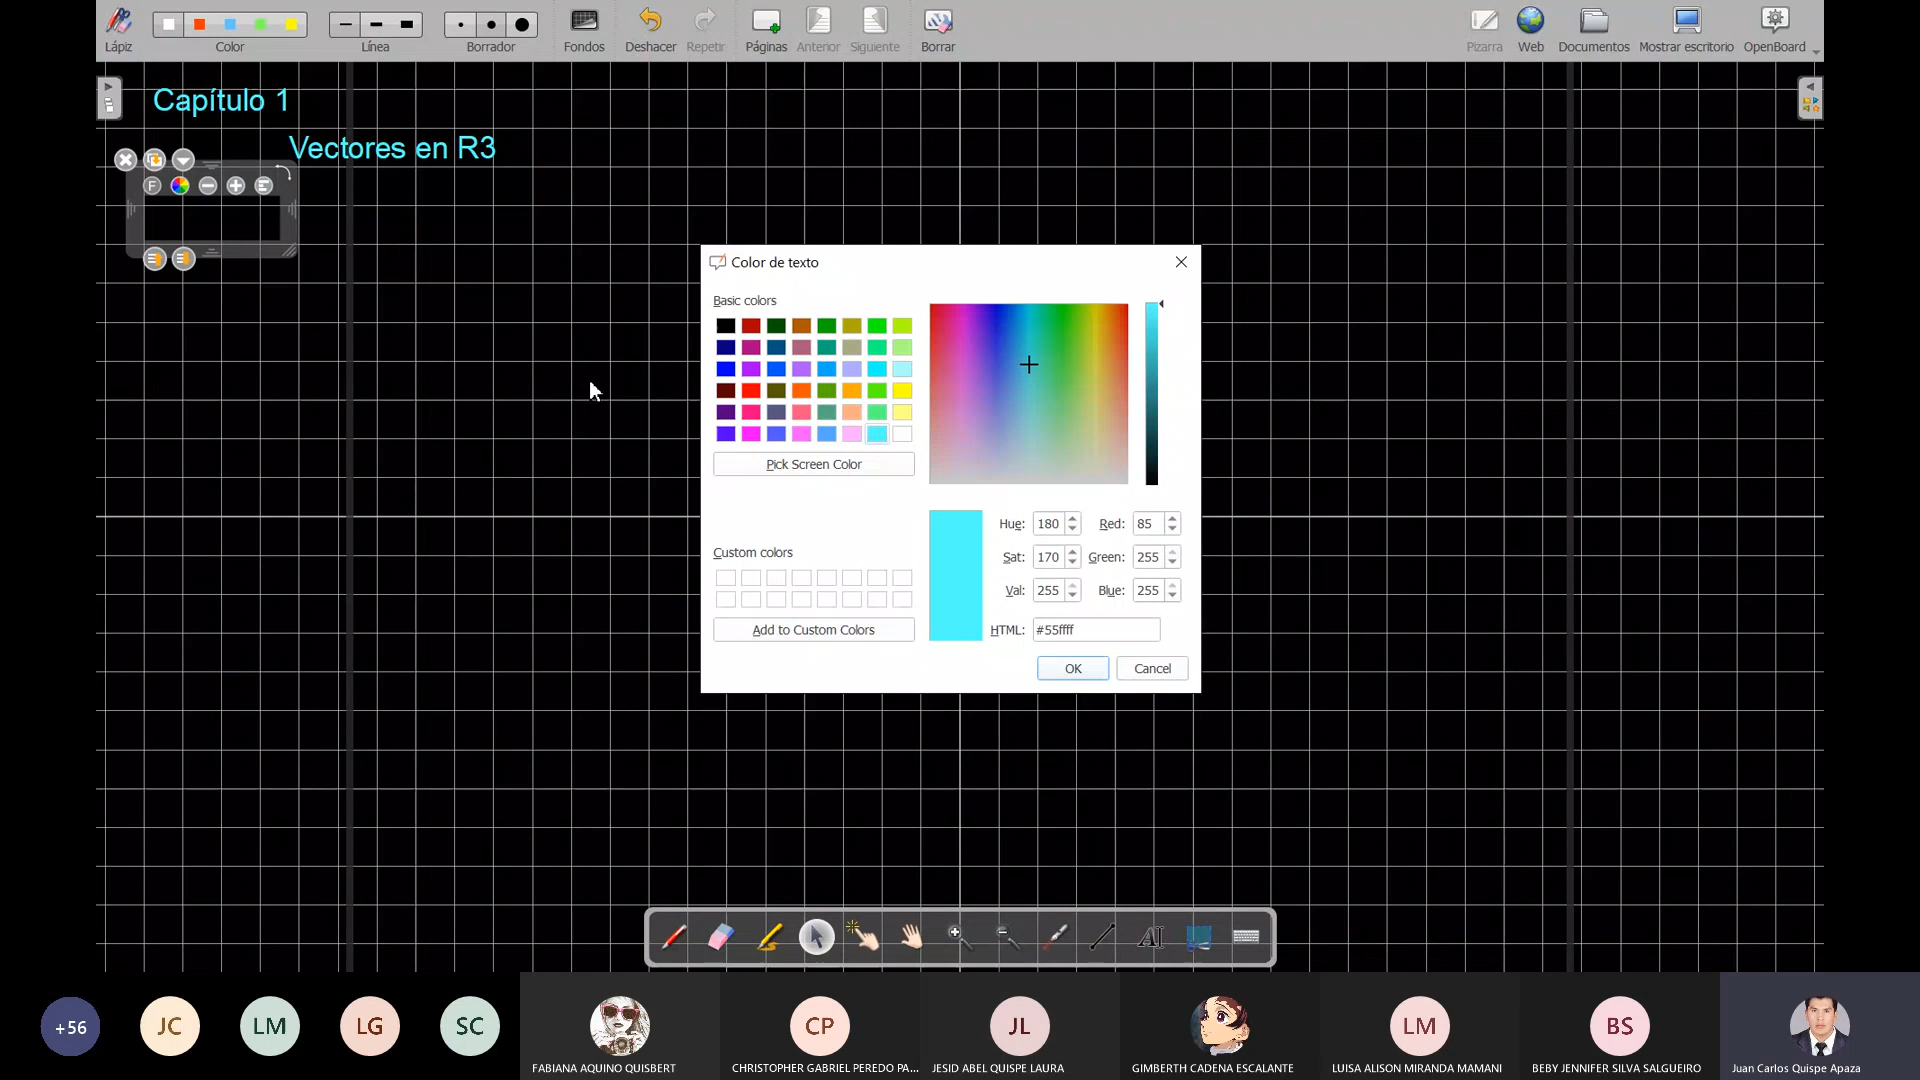 Lápiz
Color
Línea
Borrador
Fondos
Deshacer
Repetir
Páginas
Anterior
Siguiente
Borrar
Pizarra
Web
Documentos
Mostrar escritorio
OpenBoard
Capítulo 1
Vectores en R3
F
Color de texto
Basic colors
Pick Screen Color
Custom colors
Add to Custom Colors
Hue: 180 Red: 85
Sat: 170 Green: 255
Val: 255 Blue: 255
HTML: #55ffff
OK Cancel
AI
+56
JC
LM
LG
SC
CP
JL
LM
BS
FABIANA AQUINO QUISBERT
CHRISTOPHER GABRIEL PEREDO PA...
JESID ABEL QUISPE LAURA
GIMBERTH CADENA ESCALANTE
LUISA ALISON MIRANDA MAMANI
BEBY JENNIFER SILVA SALGUEIRO
Juan Carlos Quispe Apaza